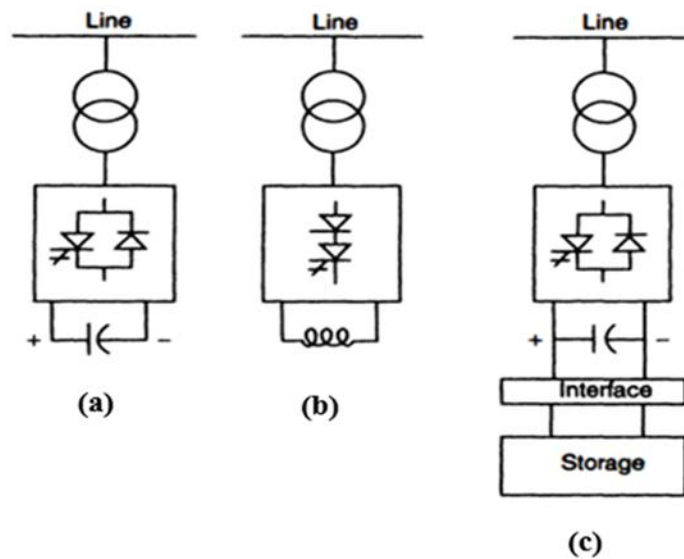 Line
Line
Line
+ -
+ -
Interface
Storage
(a)
(b)
(c)